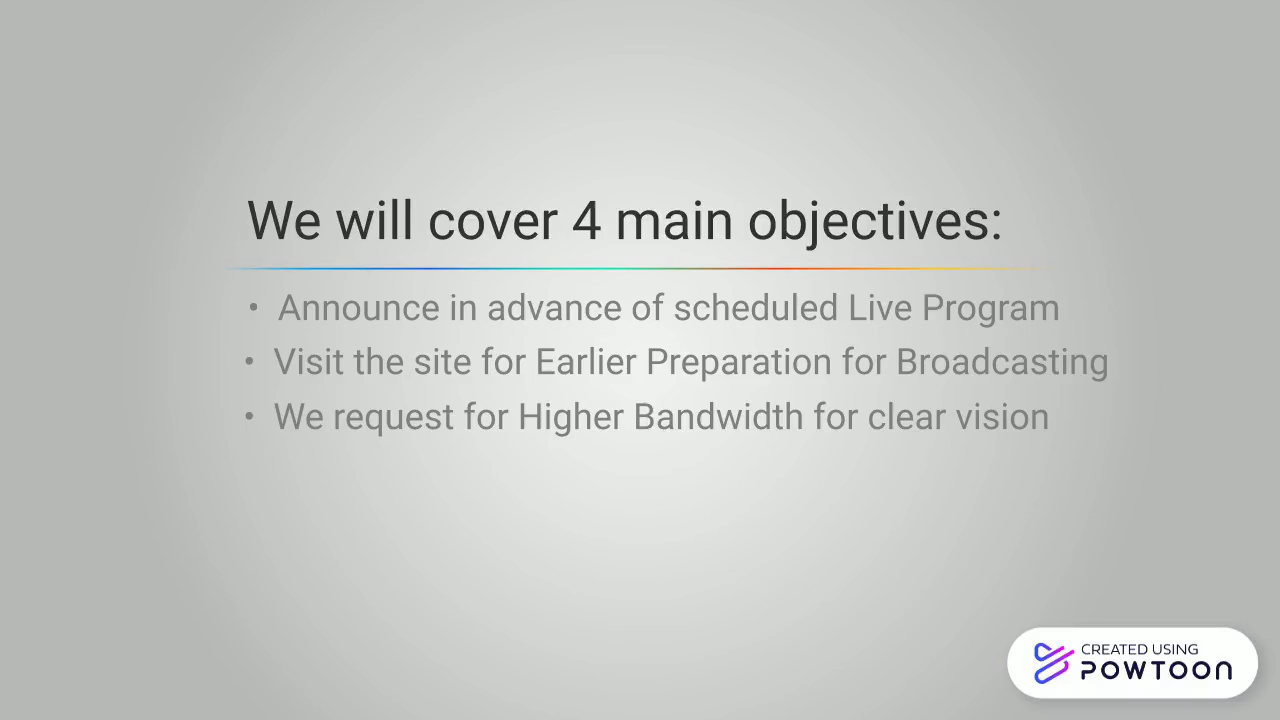 We will cover 4 main objectives:
• Announce in advance of scheduled Live Program
• Visit the site for Earlier Preparation for Broadcasting
• We request for Higher Bandwidth for clear vision
CREATED USING
POWTOON